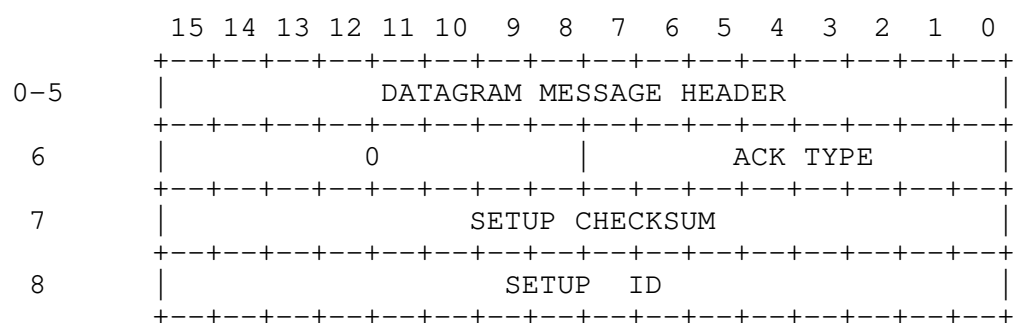 15 14 13 12 11 10 9 8 7 6 5 4 3 2 1 0
+--+--+--+--+--+--+--+--+--+--+--+--+--+--+--+--+
0-5 | DATAGRAM MESSAGE HEADER |
+--+--+--+--+--+--+--+--+--+--+--+--+--+--+--+--+
6 | 0 | ACK TYPE |
+--+--+--+--+--+--+--+--+--+--+--+--+--+--+--+--+
7 | SETUP CHECKSUM |
+--+--+--+--+--+--+--+--+--+--+--+--+--+--+--+--+
8 | SETUP ID |
+--+--+--+--+--+--+--+--+--+--+--+--+--+--+--+--+